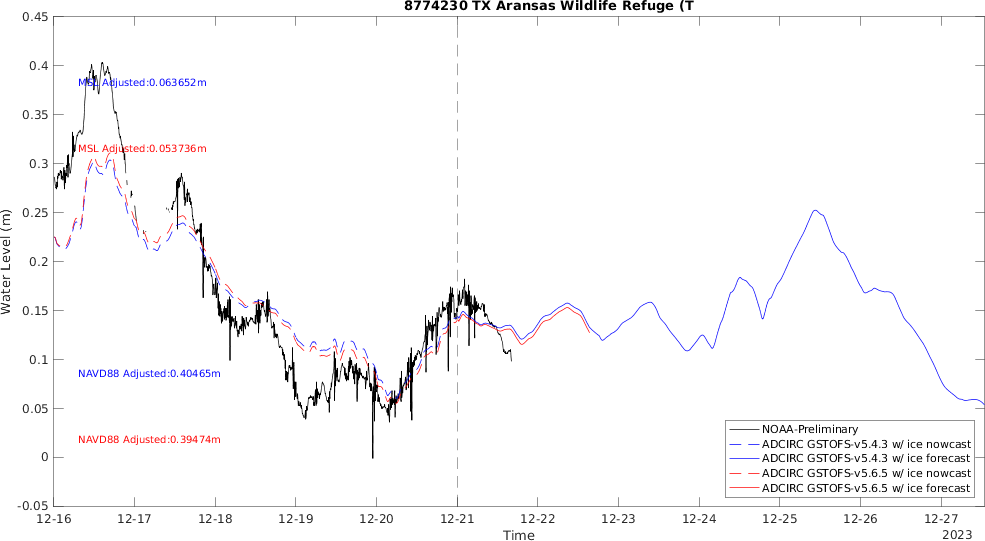 8774230 TX Aransas Wildlife Refuge (T
Water Level (m)
0.45
0.4
0.35
0.3
0.25
0.2
0.15
0.1
0.05
0
-0.05
MSL Adjusted:0.063652m
MSL Adjusted:0.053736m
NAVD88 Adjusted:0.40465m
NAVD88 Adjusted:0.39474m
NOAA-Preliminary
ADCIRC GSTOFS-v5.4.3 w/ ice nowcast
ADCIRC GSTOFS-v5.4.3 w/ ice forecast
ADCIRC GSTOFS-v5.6.5 w/ ice nowcast
ADCIRC GSTOFS-v5.6.5 w/ ice forecast
12-16 12-17 12-18 12-19 12-20 12-21 12-22 12-23 12-24 12-25 12-26 12-27
Time
2023